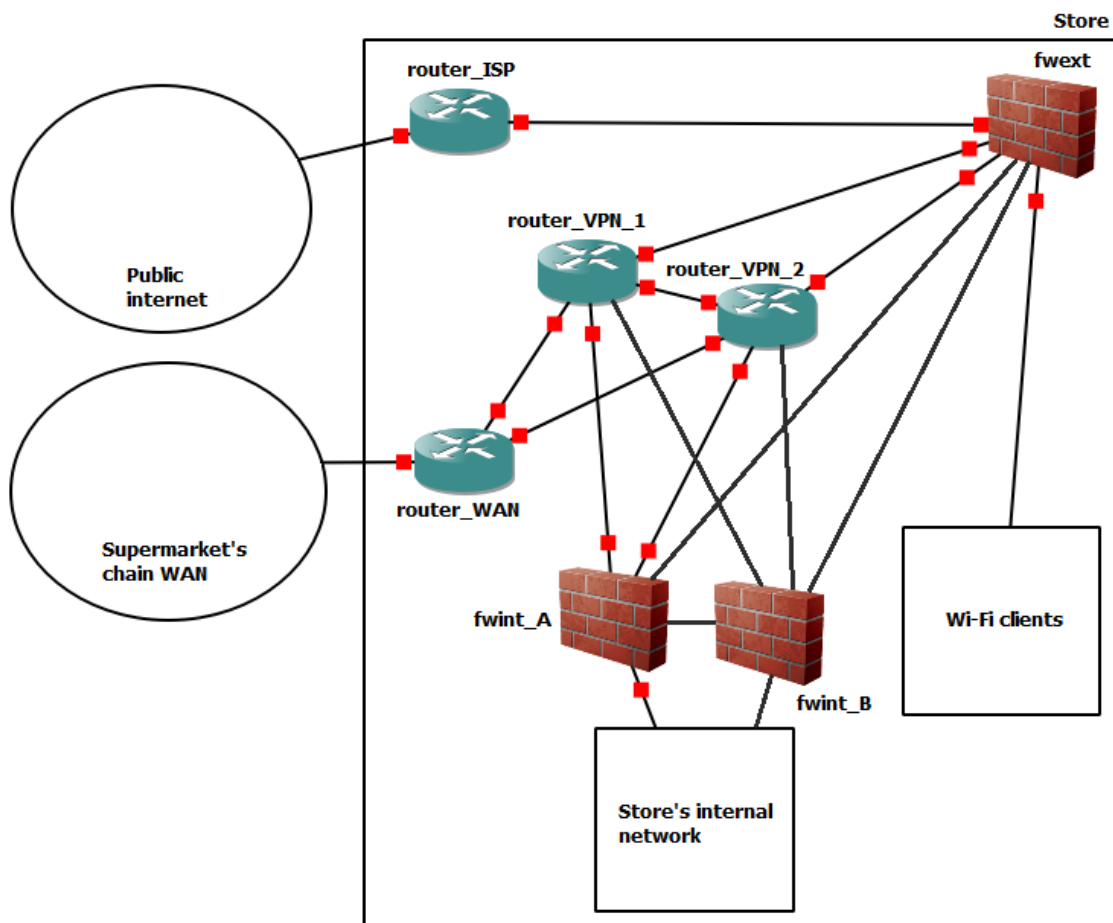 Store
router_ISP
fwext
router_VPN_1
router_VPN_2
Public
internet
router_WAN
Supermarket's
chain WAN
fwint_A
Wi-Fi clients
fwint_B
Store's internal
network